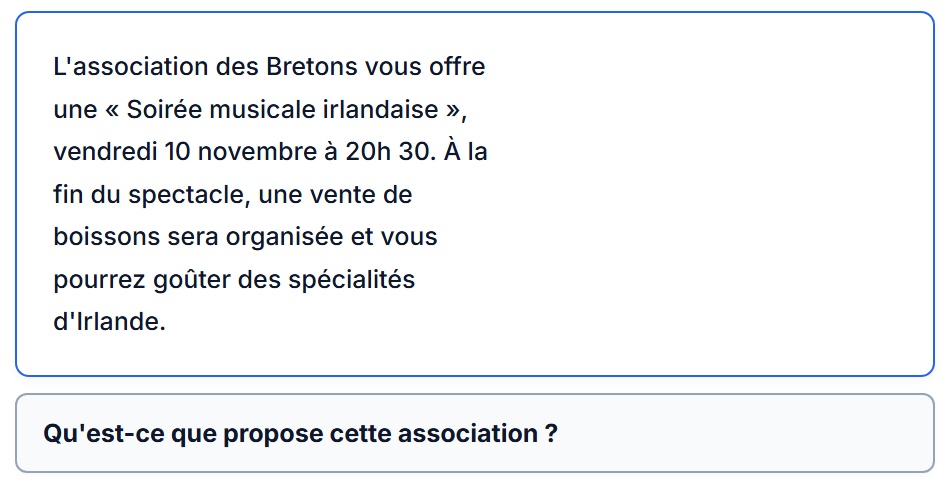 L'association des Bretons vous offre
une « Soirée musicale irlandaise »,
vendredi 10 novembre à 20h 30. À la
fin du spectacle, une vente de
boissons sera organisée et vous
pourrez goûter des spécialités
d'Irlande.
Qu'est-ce que propose cette association ?